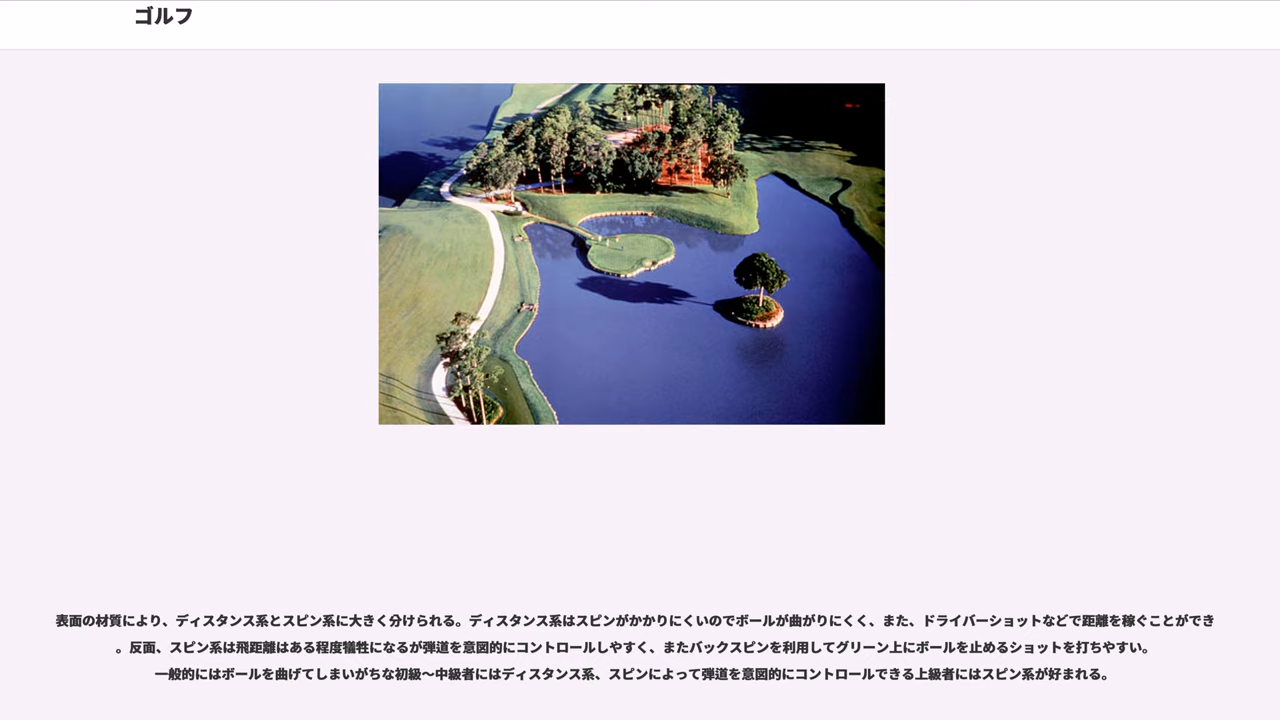 ゴルフ
表面の材質により、ディスタンス系とスピン系に大きく分けられる。ディスタンス系はスピンがかかりにくいのでボールが曲がりにくく、また、ドライバーショットなどで距離を稼ぐことができ
。反面、スピン系は飛距離はある程度犠牲になるが弾道を意図的にコントロールしやすく、またバックスピンを利用してグリーン上にボールを止めるショットを打ちやすい。
一般的にはボールを曲げてしまいがちな初級〜中級者にはディスタンス系、スピンによって弾道を意図的にコントロールできる上級者にはスピン系が好まれる。